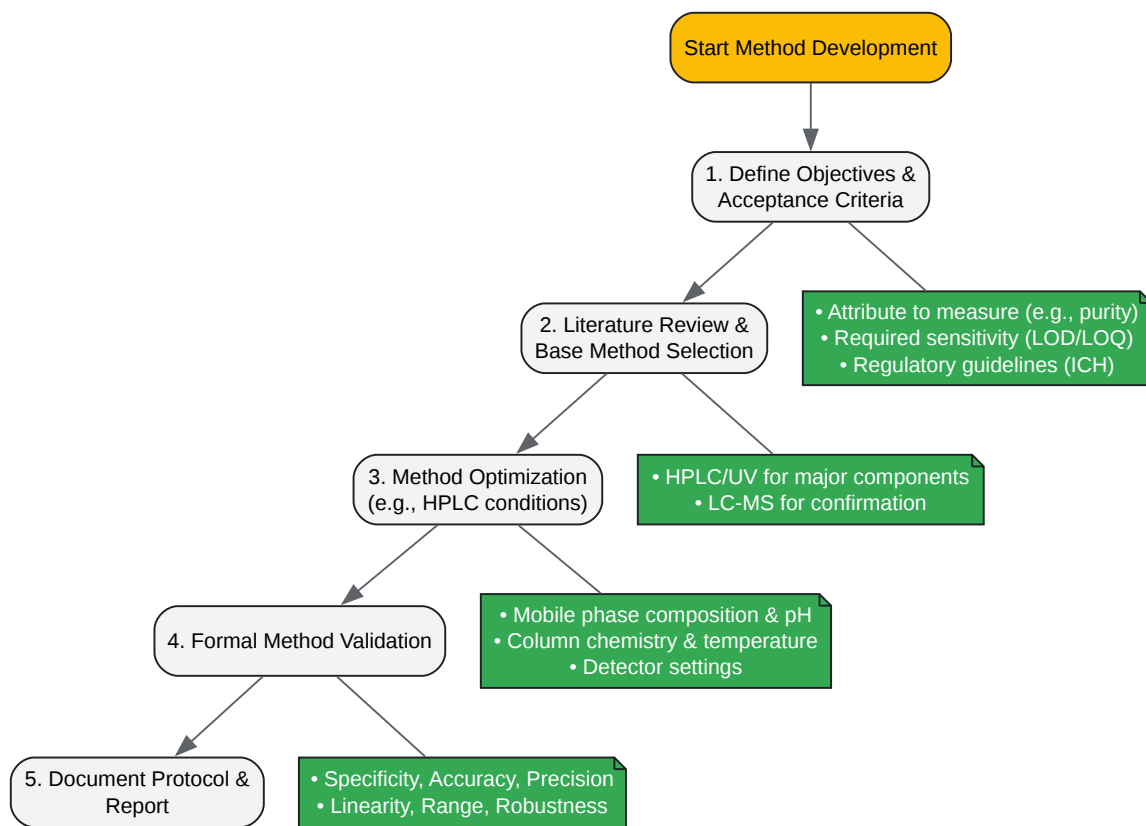 Start Method Development
1. Define Objectives &
Acceptance Criteria
• Attribute to measure (e.g., purity)
• Required sensitivity (LOD/LOQ)
• Regulatory guidelines (ICH)
2. Literature Review &
Base Method Selection
• HPLC/UV for major components
• LC-MS for confirmation
3. Method Optimization
(e.g., HPLC conditions)
• Mobile phase composition & pH
• Column chemistry & temperature
• Detector settings
4. Formal Method Validation
• Specificity, Accuracy, Precision
• Linearity, Range, Robustness
5. Document Protocol &
Report